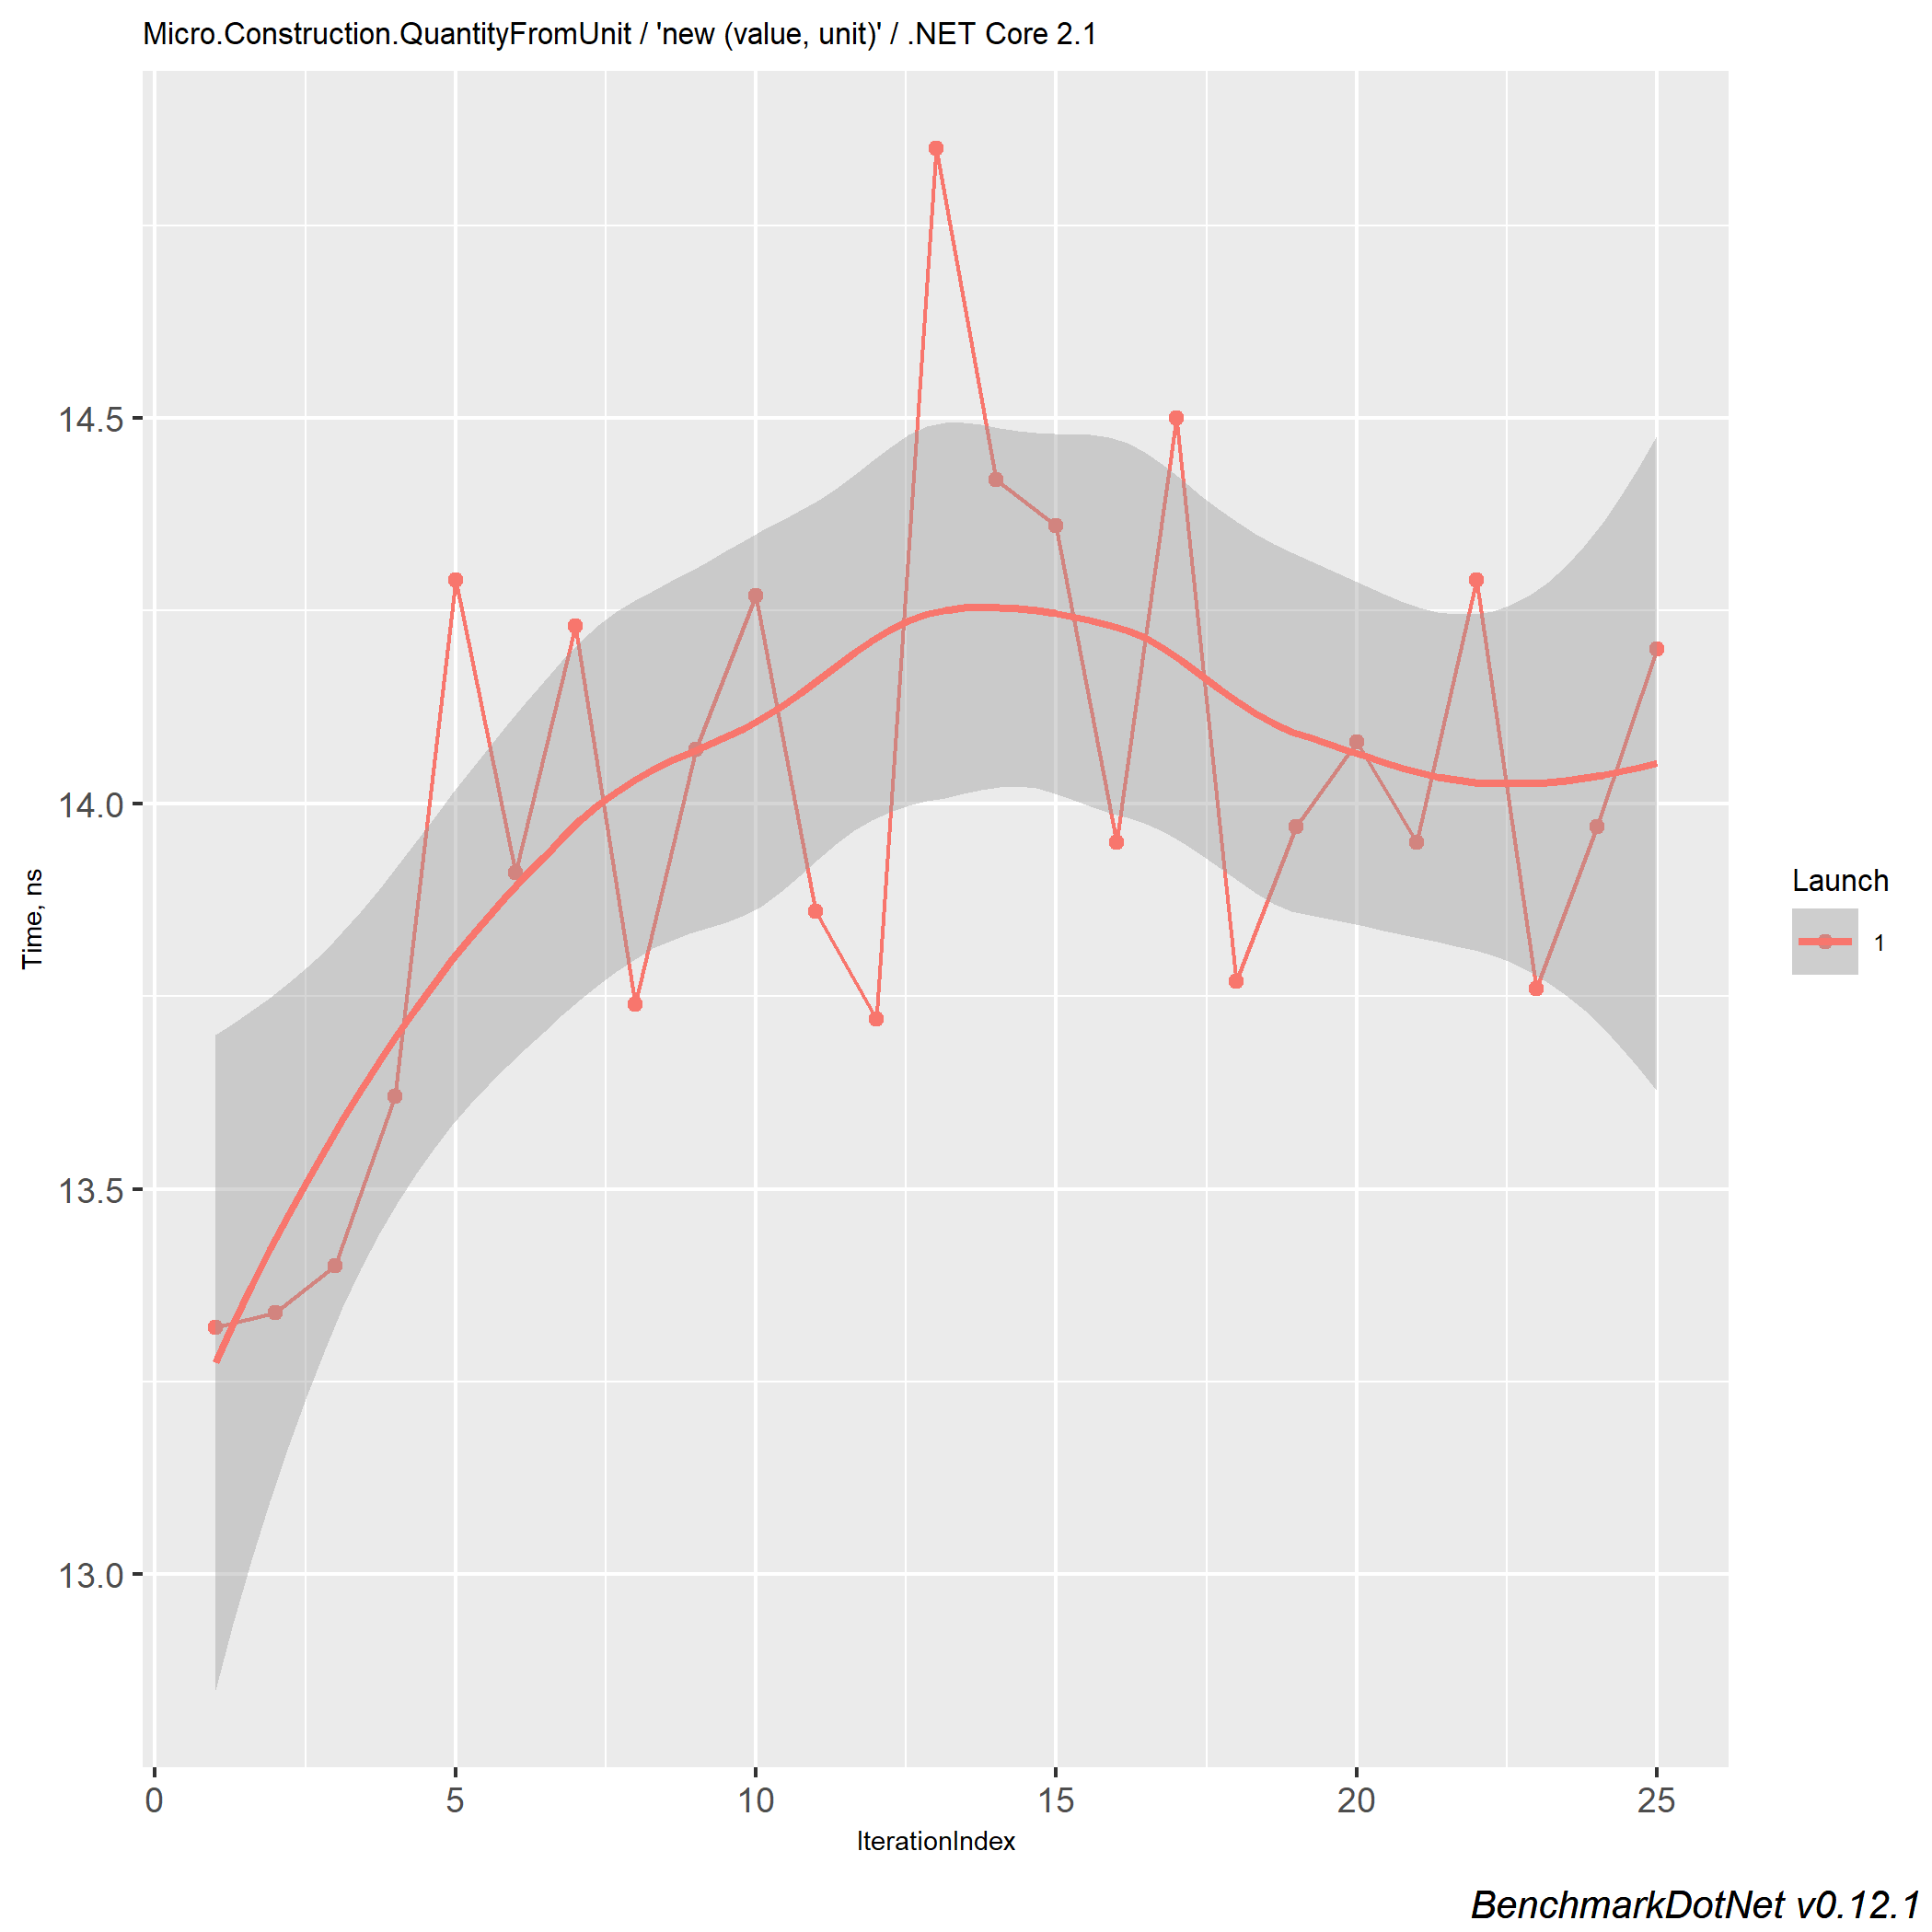 Micro.Construction.QuantityFromUnit / 'new (value, unit)' / .NET Core 2.1
14.5
14.0
13.5
13.0
Time, ns
0 5 10 15 20 25
IterationIndex
Launch
1
BenchmarkDotNet v0.12.1